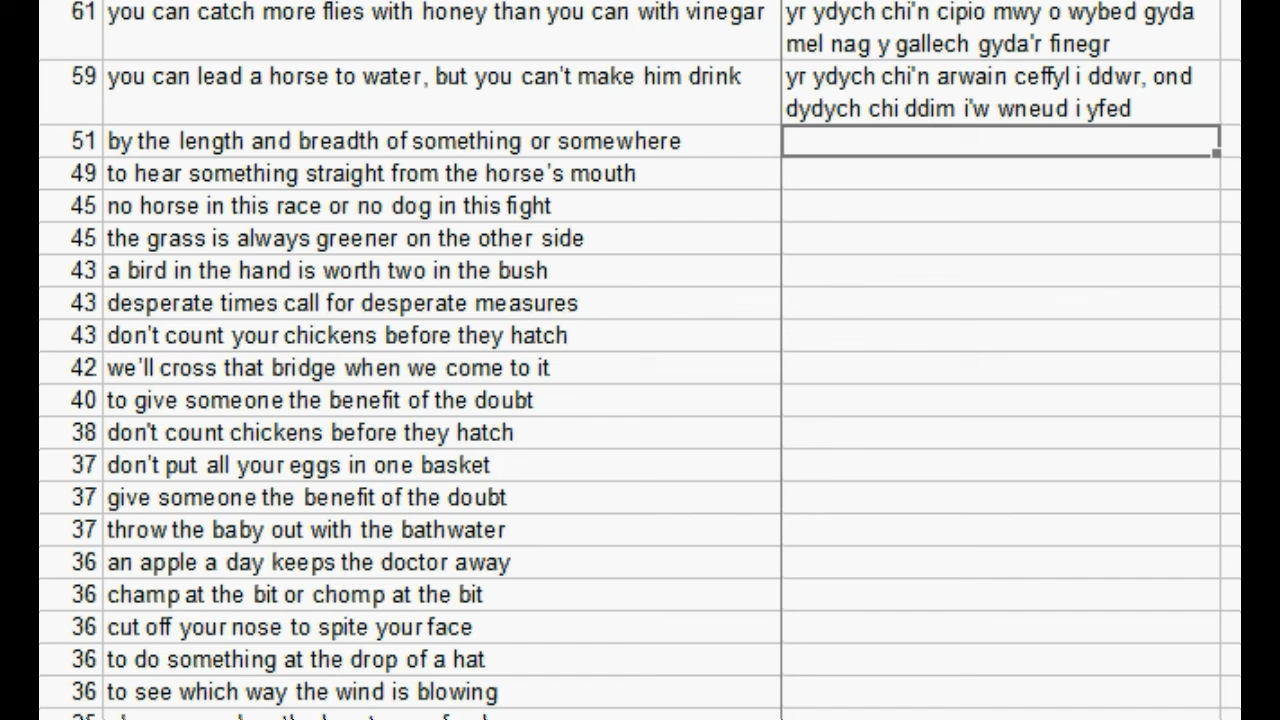 61 you can catch more flies with honey than you can with vinegar yr ydych chi'n cipio mwy o wybed gyda
mel nag y gallech gyda'r finegr
59 you can lead a horse to water, but you can't make him drink yr ydych chi'n arwain ceffyl i ddwr, ond
dydych chi ddim i'w wneud i yfed
51 by the length and breadth of something or somewhere
49 to hear something straight from the horse's mouth
45 no horse in this race or no dog in this fight
45 the grass is always greener on the other side
43 a bird in the hand is worth two in the bush
43 desperate times call for desperate measures
43 don't count your chickens before they hatch
42 we'll cross that bridge when we come to it
40 to give someone the benefit of the doubt
38 don't count chickens before they hatch
37 don't put all your eggs in one basket
37 give someone the benefit of the doubt
37 throw the baby out with the bathwater
36 an apple a day keeps the doctor away
36 champ at the bit or chomp at the bit
36 cut off your nose to spite your face
36 to do something at the drop of a hat
36 to see which way the wind is blowing